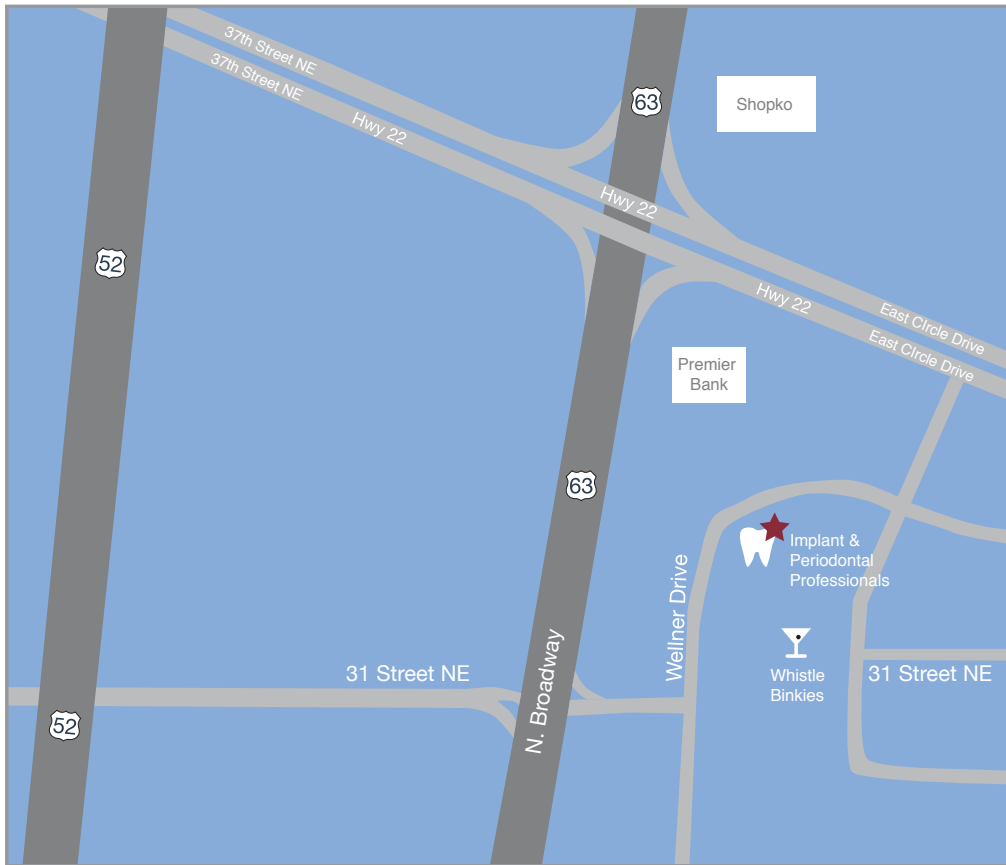 37th Street NE
37th Street NE
Hwy 22
63
Shopko
Hwy 22
52
Hwy 22
East CIrcle Drive
East CIrcle Drive
Premier
Bank
63
Implant &
Periodontal
Professionals
Wellner Drive
N. Broadway
31 Street NE
Whistle
Binkies
31 Street NE
52